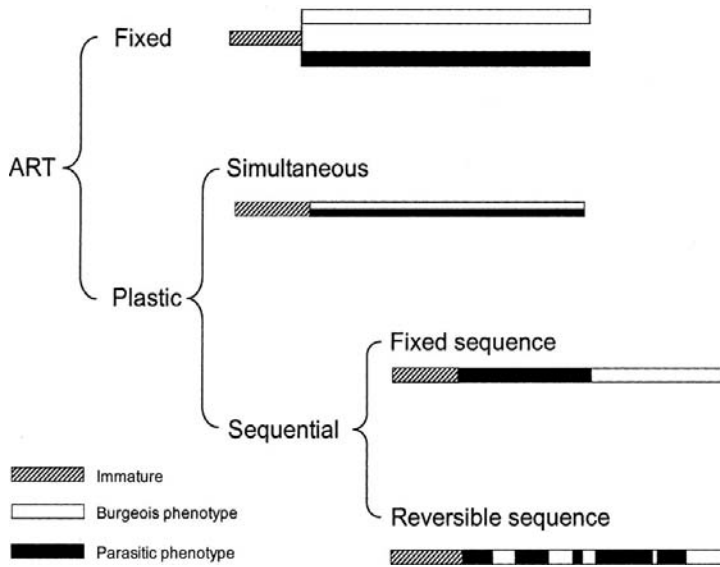 Fixed
ART
Simultaneous
Plastic
Fixed sequence
Sequential
Immature
Burgeois phenotype
Reversible sequence
Parasitic phenotype